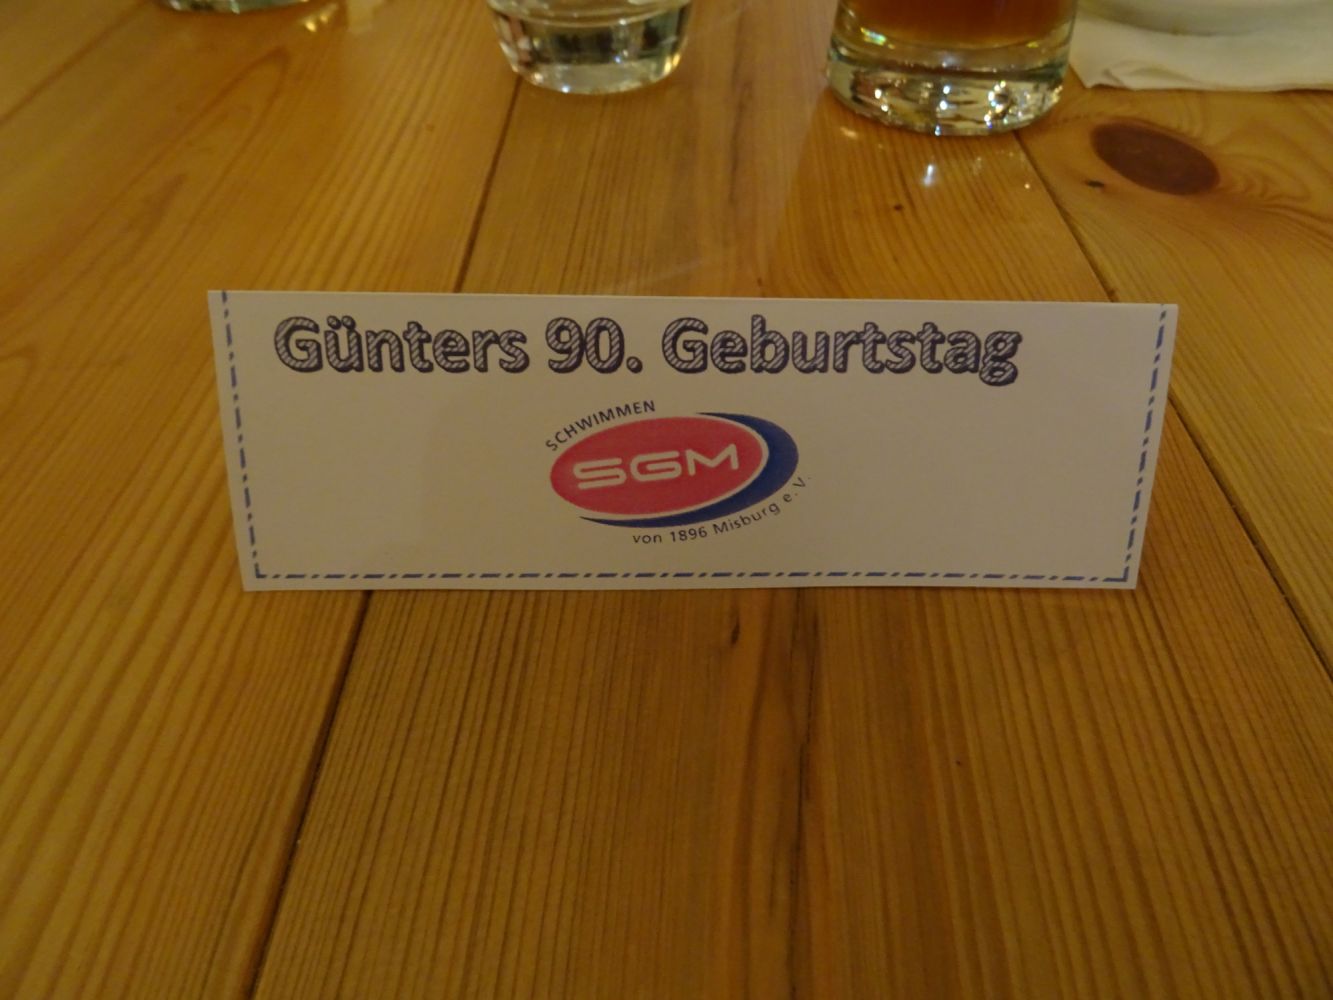 Günters 90. Geburtstag
SCHWIMMEN
SGM
von 1896 Misburg e. V.